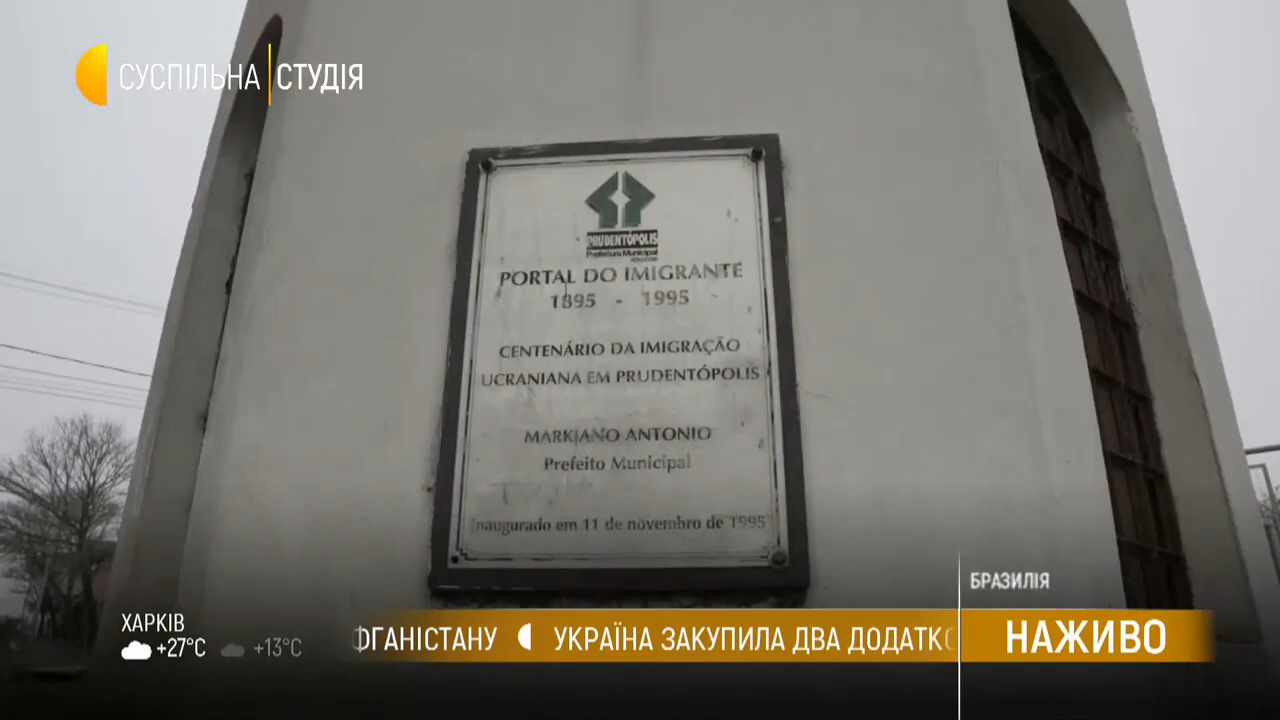 СУСПІЛЬНА СТУДІЯ
PRUDENTÓPOLIS
Prefeitura Municipal
PORTAL DO IMIGRANTE
1895 - 1995
CENTENÁRIO DA IMIGRAÇÃO
UCRANIANA EM PRUDENTÓPOLIS
MARKIANO ANTONIO
Prefeito Municipal
Inaugurado em 11 de novembro de 1995
БРАЗИЛІЯ
ХАРКІВ
+27°C +13°C
ФГАНІСТАНУ УКРАЇНА ЗАКУПИЛА ДВА ДОДАТКО
НАЖИВО